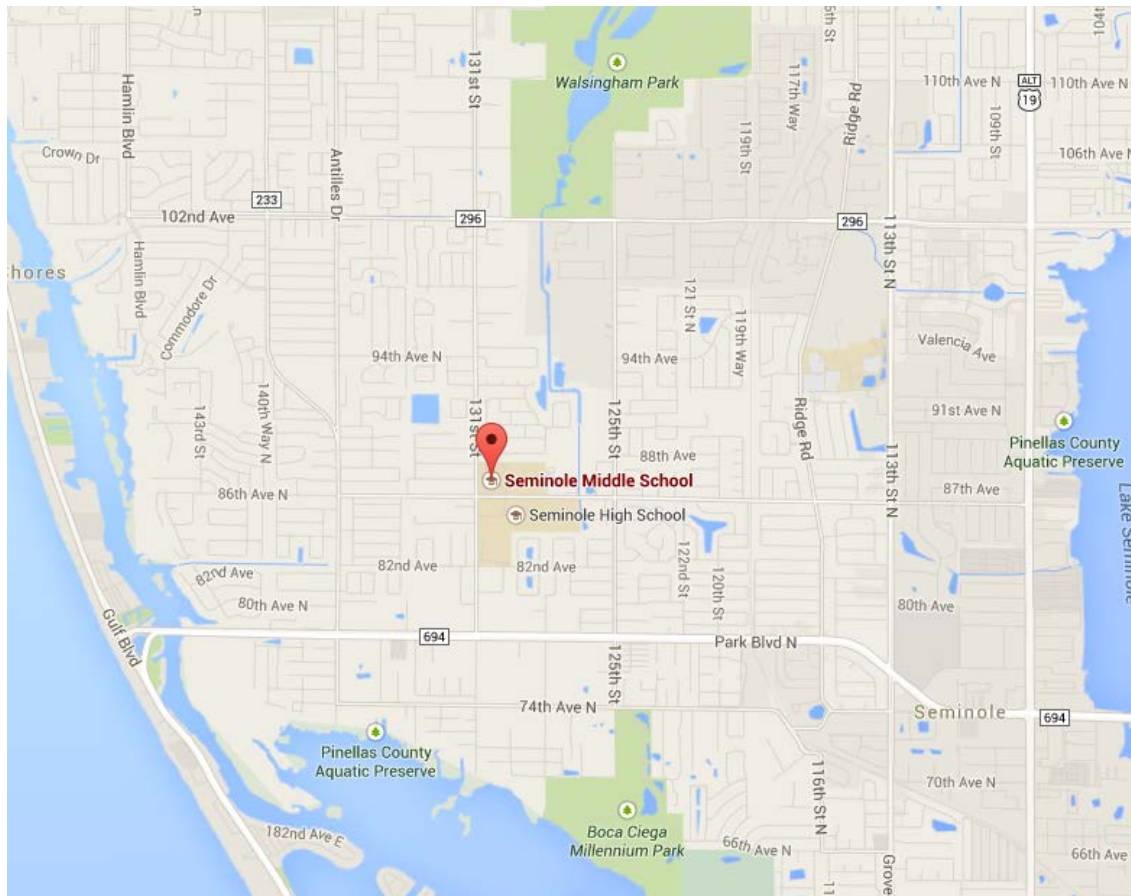 Walsingham Park
131st St
Hamlin Blvd
Crown Dr
Antilles Dr
233
102nd Ave
296
117th Way
119th St
Ridge Rd
110th Ave N
ALT
19
110th Ave N
109th St
106th Ave N
296
113th St N
Hamlin Blvd
Commodore Dr
121 St N
119th Way
94th Ave N
94th Ave
Valencia Ave
143rd St
140th Way N
131st St
125th St
Ridge Rd
91st Ave N
Pinellas County
Aquatic Preserve
88th Ave
113th St N
Seminole Middle School
86th Ave N
87th Ave
Seminole High School
Lake Seminole
82nd Ave
82nd Ave
82nd Ave
122nd St
120th St
80th Ave N
80th Ave
Gulf Blvd
694
Park Blvd N
125th St
74th Ave N
Seminole
694
Pinellas County
Aquatic Preserve
116th St N
70th Ave N
182nd Ave E
Boca Ciega
Millennium Park
66th Ave N
66th Ave